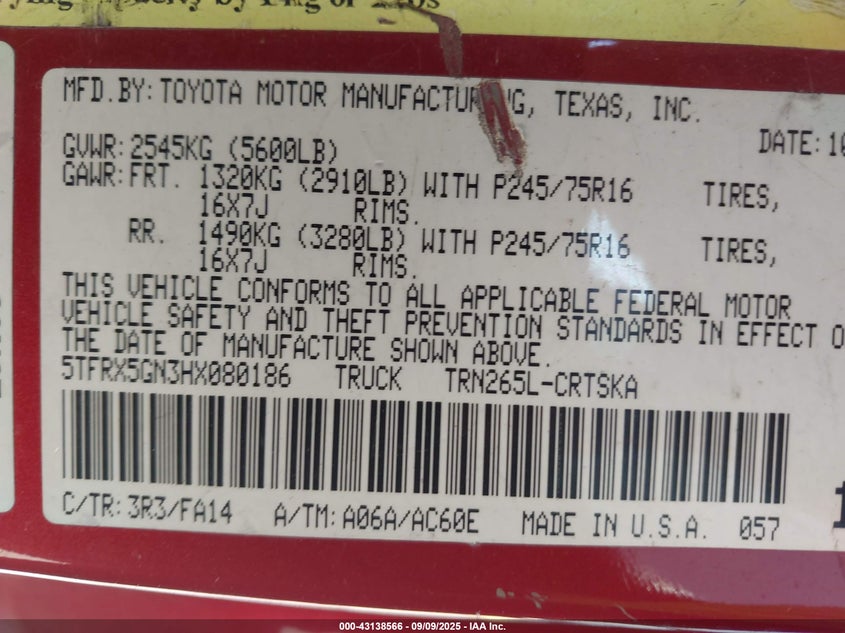 by
MFD.BY: TOYOTA MOTOR MANUFACTURING, TEXAS, INC.
DATE:10
GVWR: 2545KG (5600LB)
GAWR: FRT. 1320KG (2910LB) WITH P245/75R16 TIRES,
16X7J RIMS.
RR. 1490KG (3280LB) WITH P245/75R16 TIRES,
16X7J RIMS.
THIS VEHICLE CONFORMS TO ALL APPLICABLE FEDERAL MOTOR
VEHICLE SAFETY AND THEFT PREVENTION STANDARDS IN EFFECT O
THE DATE OF MANUFACTURE SHOWN ABOVE.
5TFRX5GN3HX080186 TRUCK TRN265L-CRTSKA
C/TR: 3R3/FA14 A/TM: A06A/AC60E MADE IN U.S.A. 057
000-43138566 - 09/09/2025 - IAA Inc.